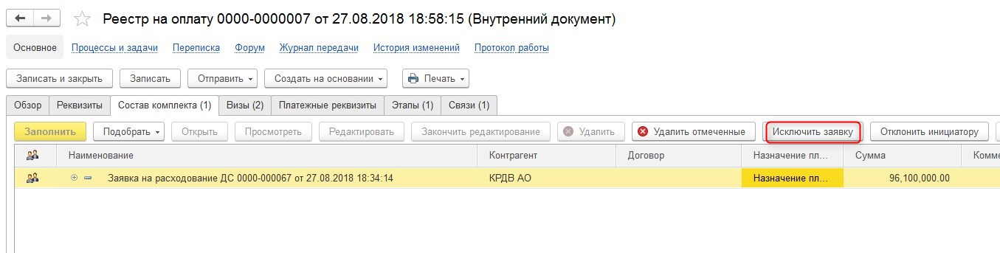 Реестр на оплату 0000-0000007 от 27.08.2018 18:58:15 (Внутренний документ)
Основное Процессы и задачи Переписка Форум Журнал передачи История изменений Протокол работы
Записать и закрыть Записать Отправить Создать на основании Печать
Обзор Реквизиты Состав комплекта (1) Визы (2) Платежные реквизиты Этапы (1) Связи (1)
Заполнить Подобрать Открыть Просмотреть Редактировать Закончить редактирование Удалить Удалить отмеченные Исключить заявку Отклонить инициатору
Наименование Контрагент Договор Назначение пл... Сумма Комме
Заявка на расходование ДС 0000-000067 от 27.08.2018 18:34:14 КРДВ АО Назначение пл... 96,100,000.00